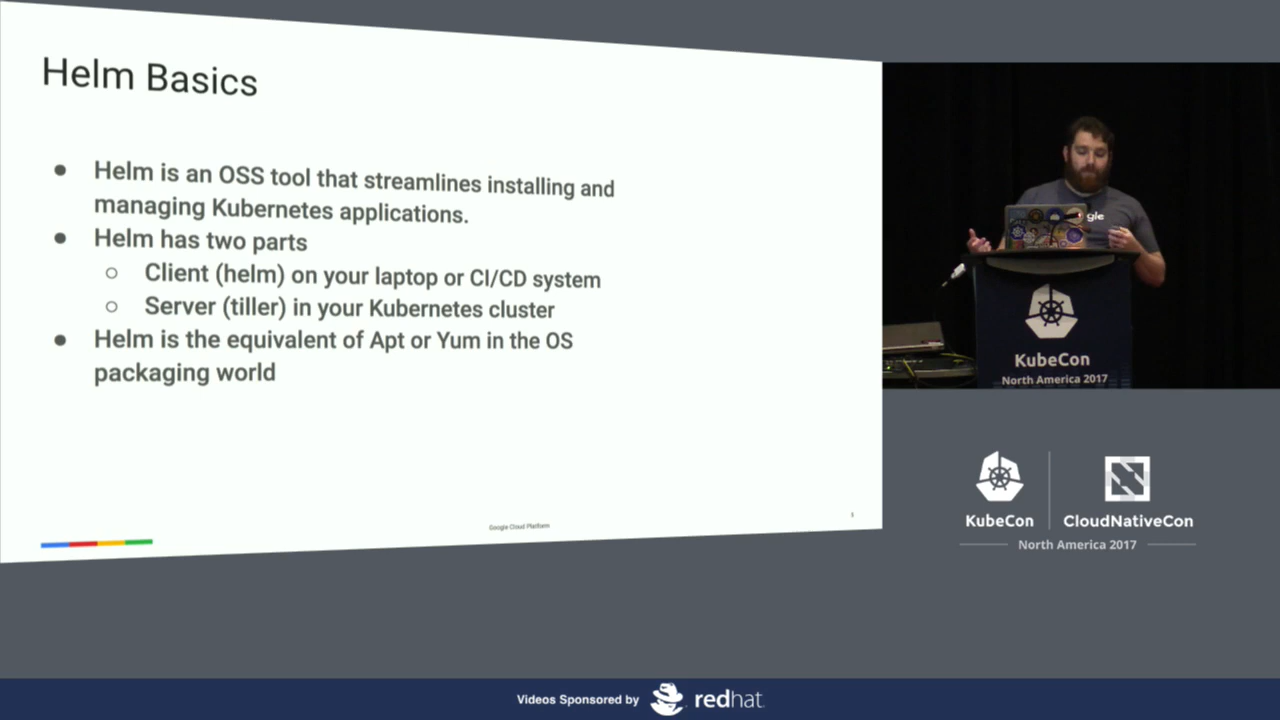 Helm Basics
● Helm is an OSS tool that streamlines installing and
managing Kubernetes applications.
● Helm has two parts
○ Client (helm) on your laptop or CI/CD system
○ Server (tiller) in your Kubernetes cluster
● Helm is the equivalent of Apt or Yum in the OS
packaging world
Google Cloud Platform
3
gle
KubeCon
North America 2017
KubeCon
CloudNativeCon
North America 2017
Videos Sponsored by
redhat